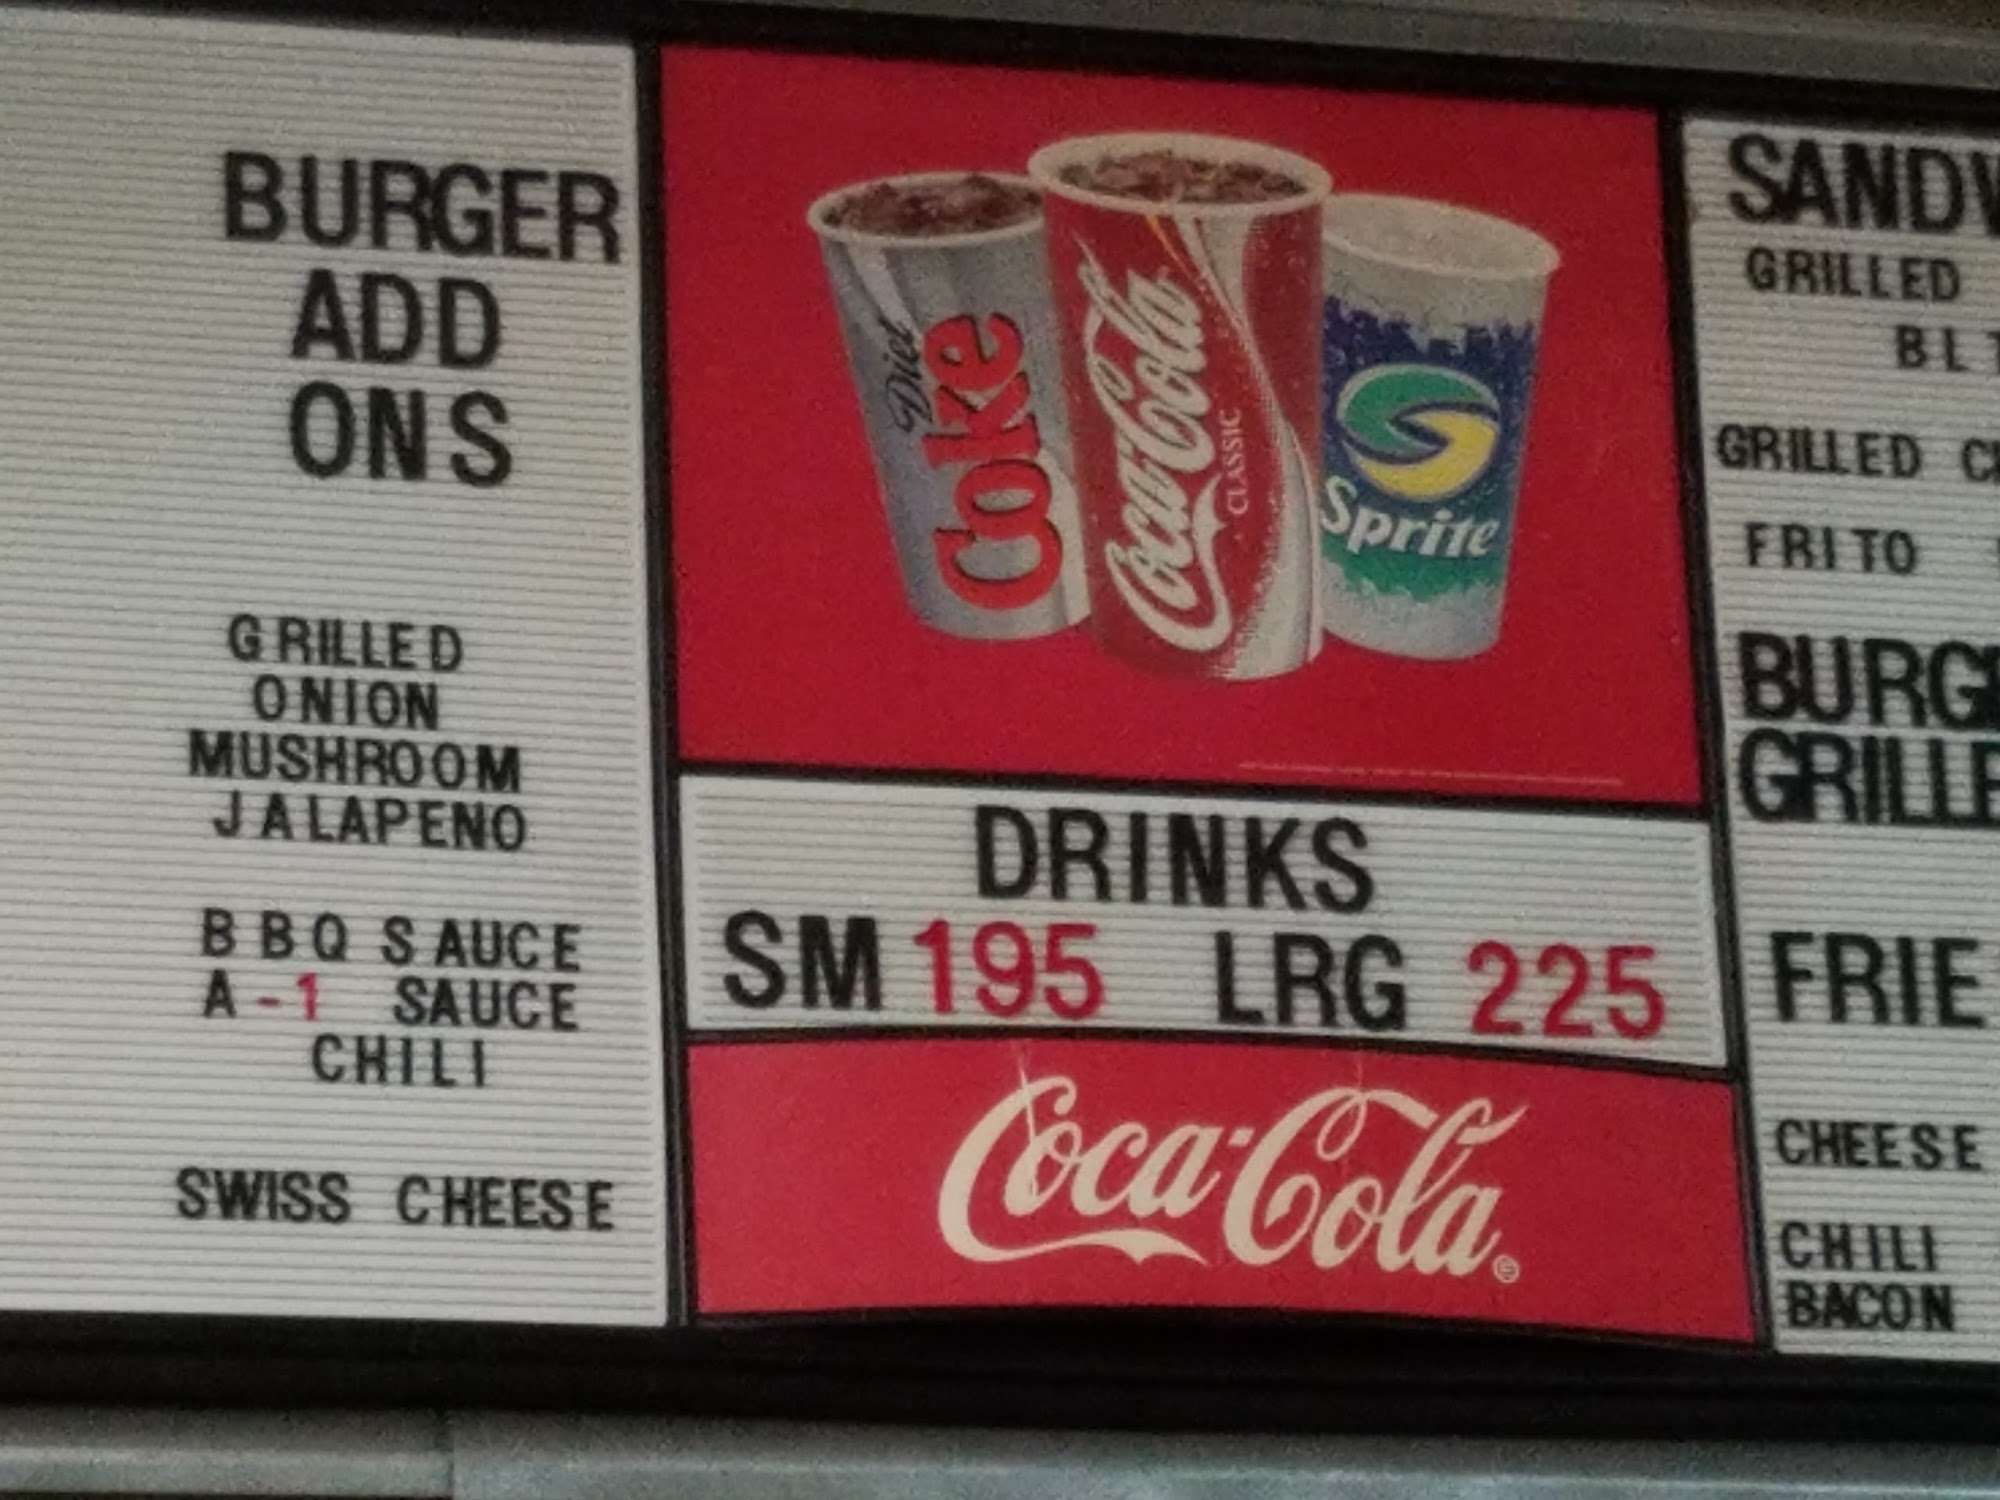 BURGER
ADD
ONS
GRILLED
ONION
MUSHROOM
JALAPENO
BBQ SAUCE
A-1 SAUCE
CHILI
SWISS CHEESE
Diet
Coke
Coca-Cola
CLASSIC
Sprite
DRINKS
SM 195 LRG 225
Coca-Cola®
GRILLED
BLT
GRILLED
FRITO
CHEESE
CHILI
BACON